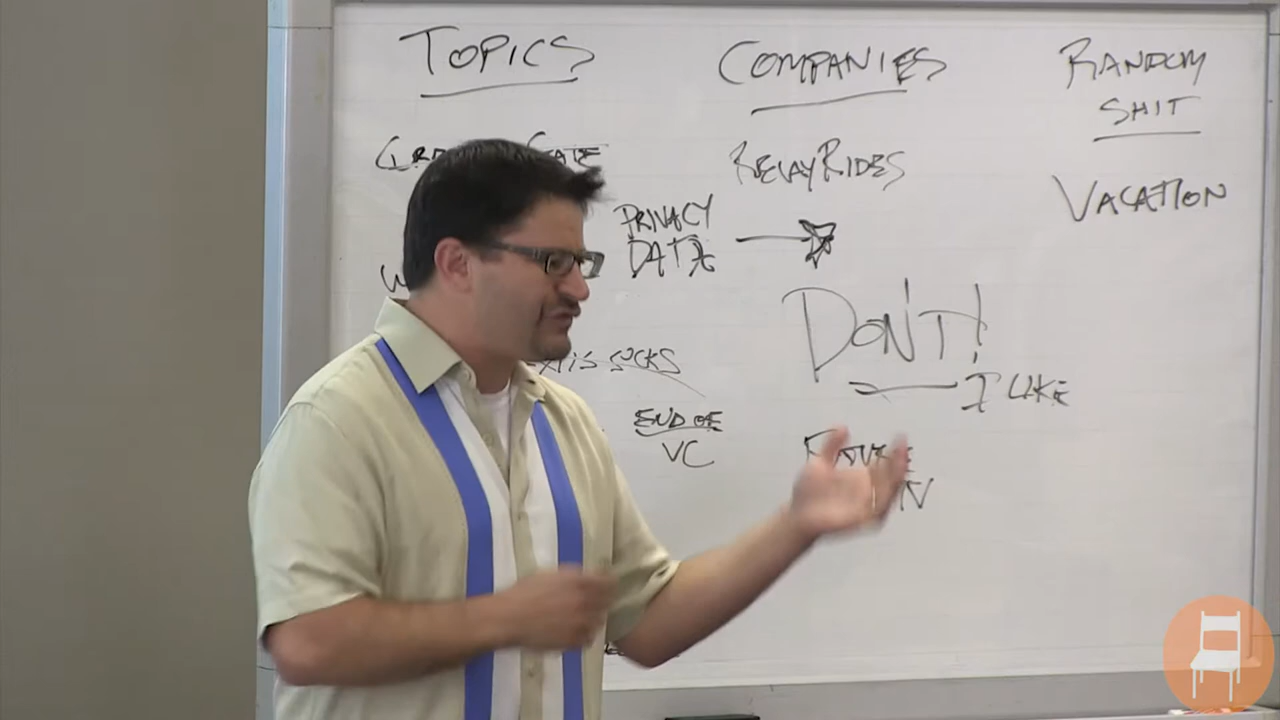 TOPICS
COMPANIES
RANDOM
SHIT
RELAYRIDES
VACATION
PRIVACY
DATA
DON'T!
I LIKE
SUCKS
END OF
VC